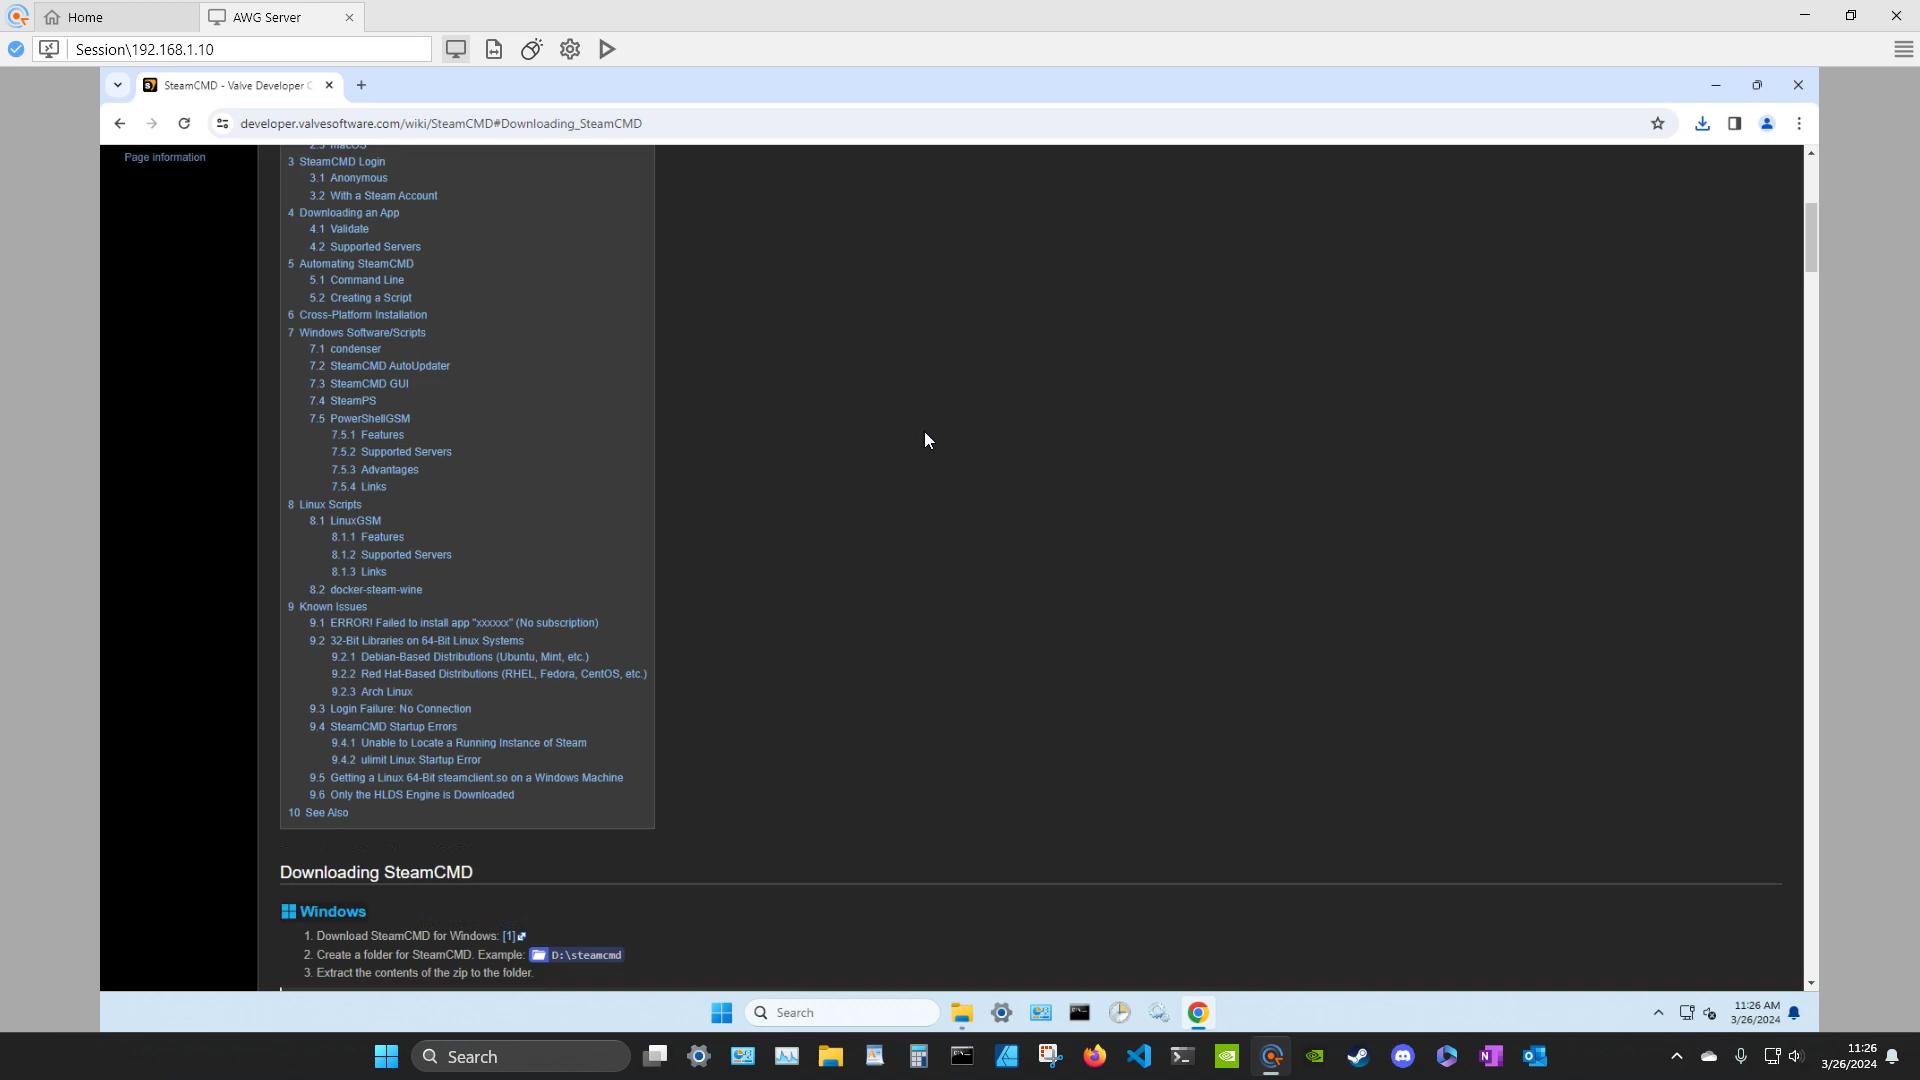 Home
AWG Server
Session\192.168.1.10
SteamCMD - Valve Developer C
developer.valvesoftware.com/wiki/SteamCMD#Downloading_SteamCMD
Page information
2.3 macOS
3 SteamCMD Login
3.1 Anonymous
3.2 With a Steam Account
4 Downloading an App
4.1 Validate
4.2 Supported Servers
5 Automating SteamCMD
5.1 Command Line
5.2 Creating a Script
6 Cross-Platform Installation
7 Windows Software/Scripts
7.1 condenser
7.2 SteamCMD AutoUpdater
7.3 SteamCMD GUI
7.4 SteamPS
7.5 PowerShellGSM
7.5.1 Features
7.5.2 Supported Servers
7.5.3 Advantages
7.5.4 Links
8 Linux Scripts
8.1 LinuxGSM
8.1.1 Features
8.1.2 Supported Servers
8.1.3 Links
8.2 docker-steam-wine
9 Known Issues
9.1 ERROR! Failed to install app "xxxxxx" (No subscription)
9.2 32-Bit Libraries on 64-Bit Linux Systems
9.2.1 Debian-Based Distributions (Ubuntu, Mint, etc.)
9.2.2 Red Hat-Based Distributions (RHEL, Fedora, CentOS, etc.)
9.2.3 Arch Linux
9.3 Login Failure: No Connection
9.4 SteamCMD Startup Errors
9.4.1 Unable to Locate a Running Instance of Steam
9.4.2 ulimit Linux Startup Error
9.5 Getting a Linux 64-Bit steamclient.so on a Windows Machine
9.6 Only the HLDS Engine is Downloaded
10 See Also
Downloading SteamCMD
Windows
1. Download SteamCMD for Windows: [1]
2. Create a folder for SteamCMD. Example: D:\steamcmd
3. Extract the contents of the zip to the folder.
Search
11:26 AM
3/26/2024
Search
11:26
3/26/2024